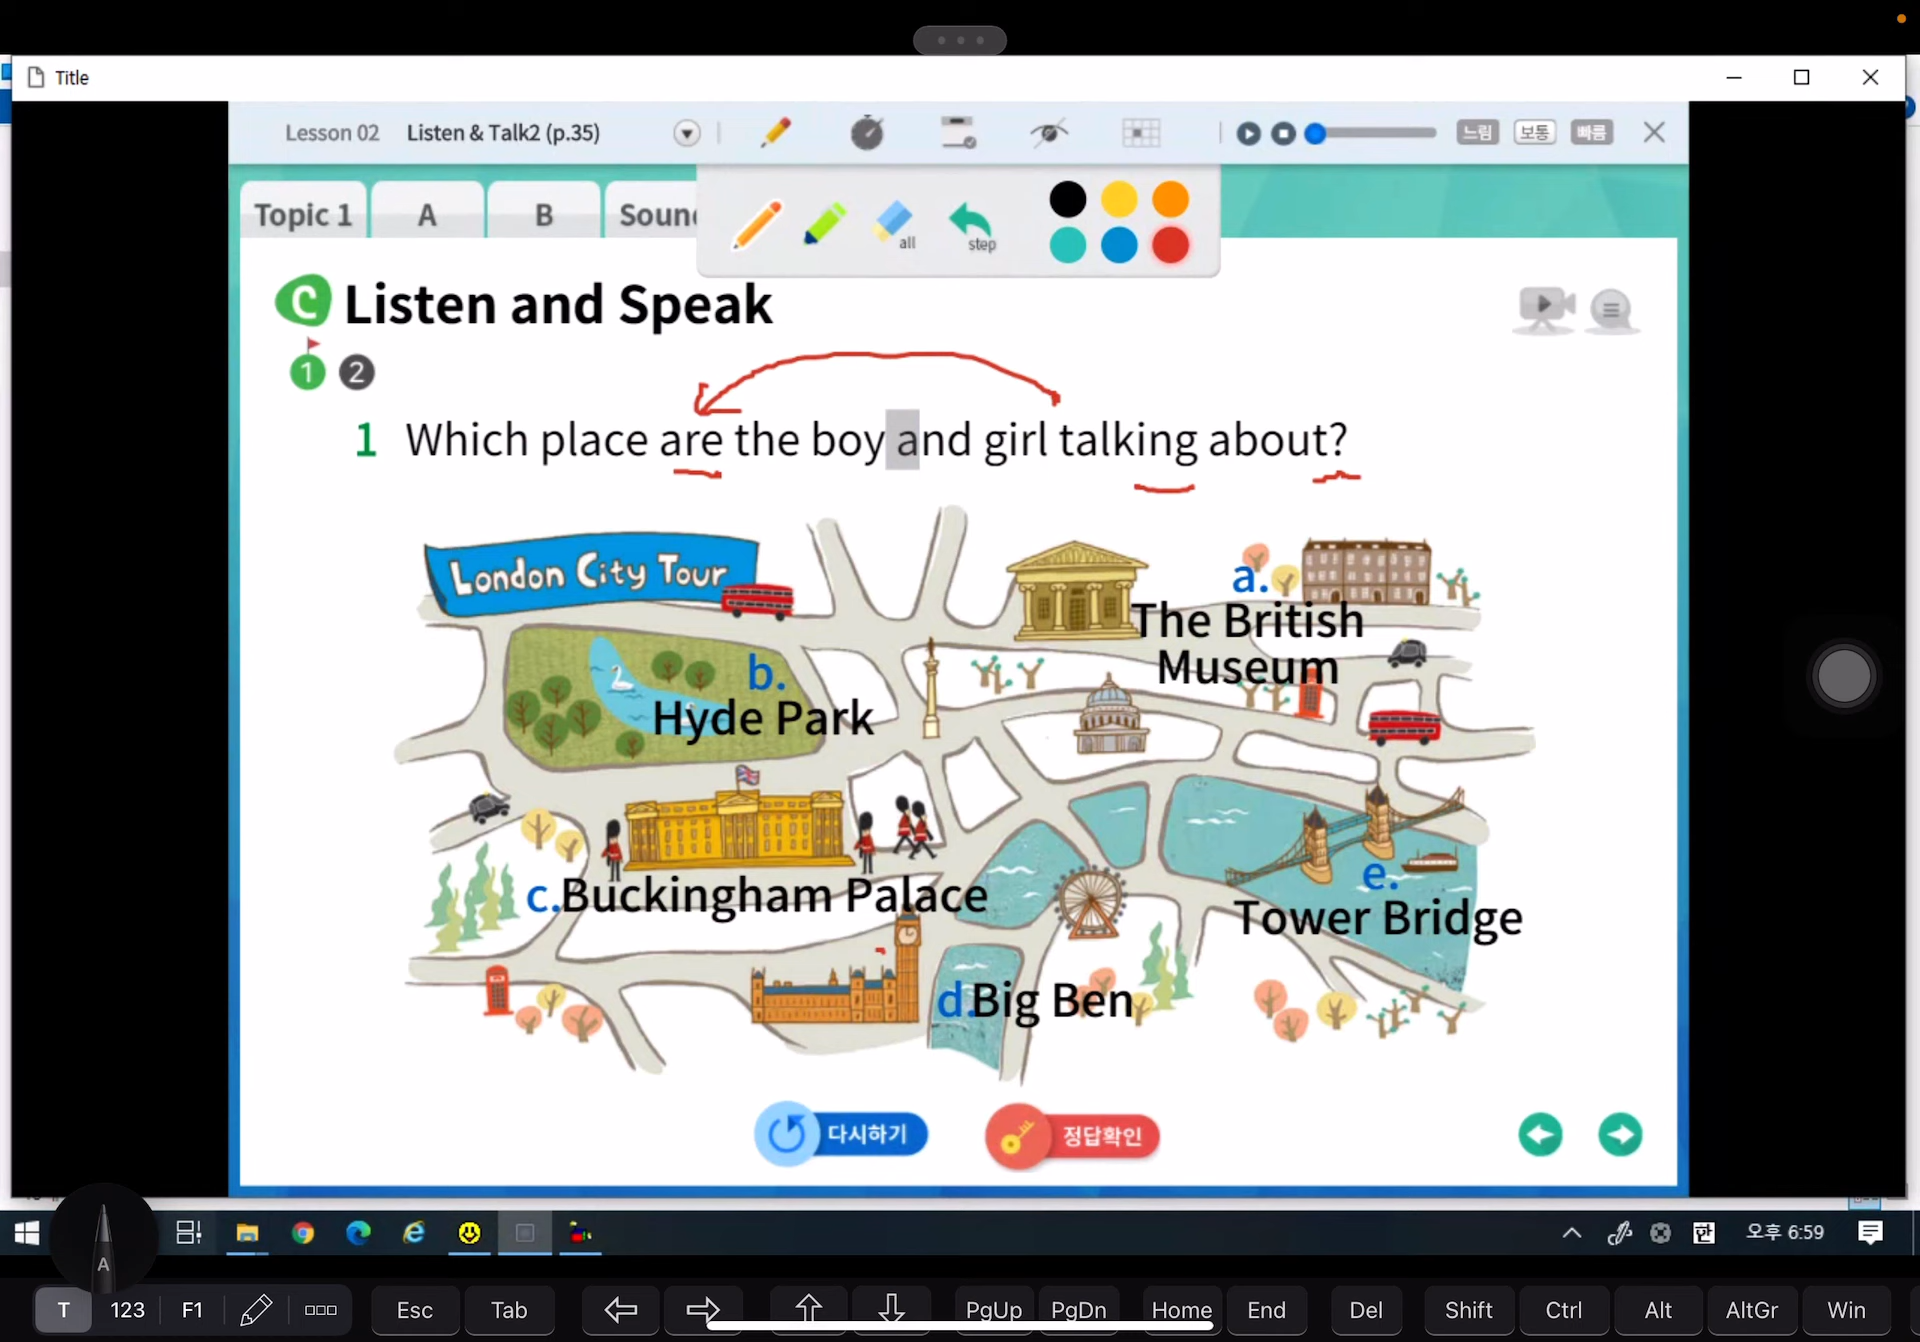 Title
Lesson 02 Listen & Talk2 (p.35) 느림 보통 빠름
Topic 1 A B
all step
C Listen and Speak
1 2
1 Which place are the boy and girl talking about?
London City Tour
a.
The British
Museum
b.
Hyde Park
c.Buckingham Palace
e.
Tower Bridge
d.Big Ben
다시하기 정답확인
한 오후 6:59
A
T 123 F1 Esc Tab PgUp PgDn Home End Del Shift Ctrl Alt AltGr Win